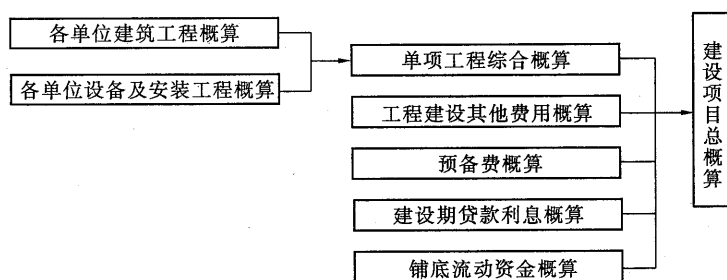 各单位建筑工程概算
各单位设备及安装工程概算
单项工程综合概算
工程建设其他费用概算
预备费概算
建设期贷款利息概算
铺底流动资金概算
建设项目总概算